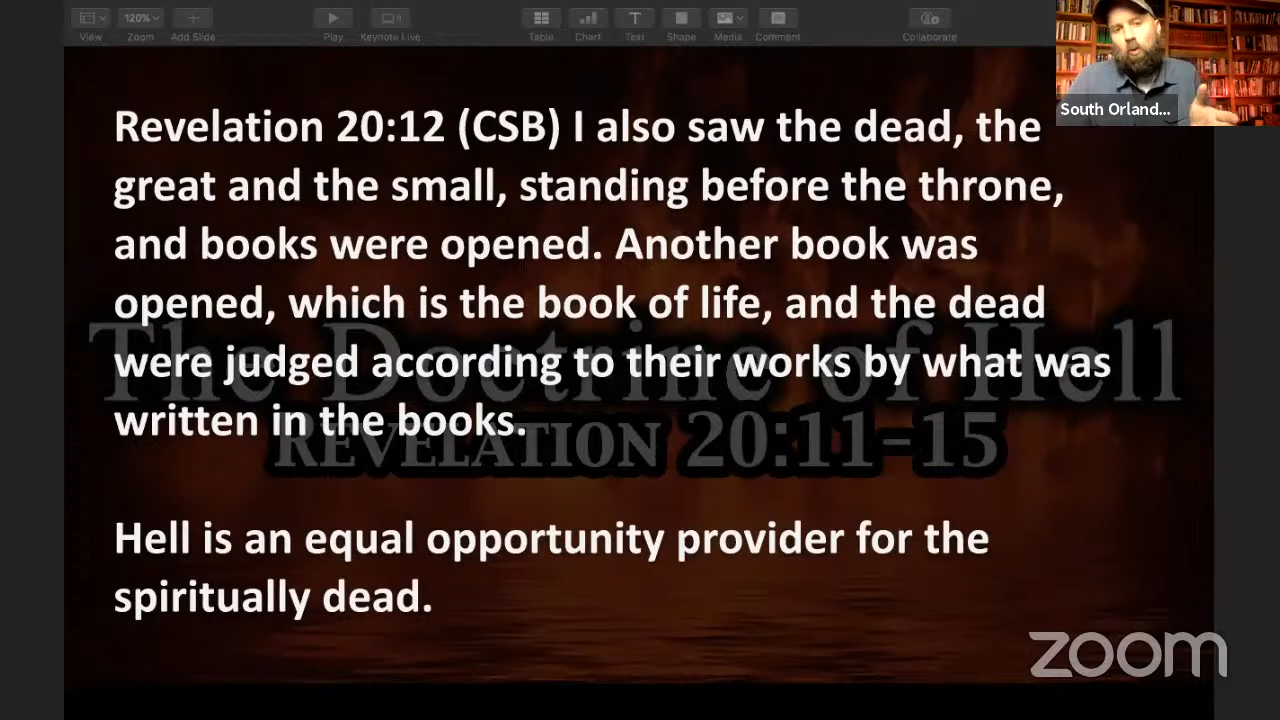 View
120%
Zoom
Add Slide
Play
Keynote Live
Table
Chart
Text
Shape
Media
Comment
Collaborate
South Orland...
Revelation 20:12 (CSB) I also saw the dead, the
great and the small, standing before the throne,
and books were opened. Another book was
opened, which is the book of life, and the dead
were judged according to their works by what was
written in the books.
The Doctrine of Hell
REVELATION 20:11=15
Hell is an equal opportunity provider for the
spiritually dead.
zoom